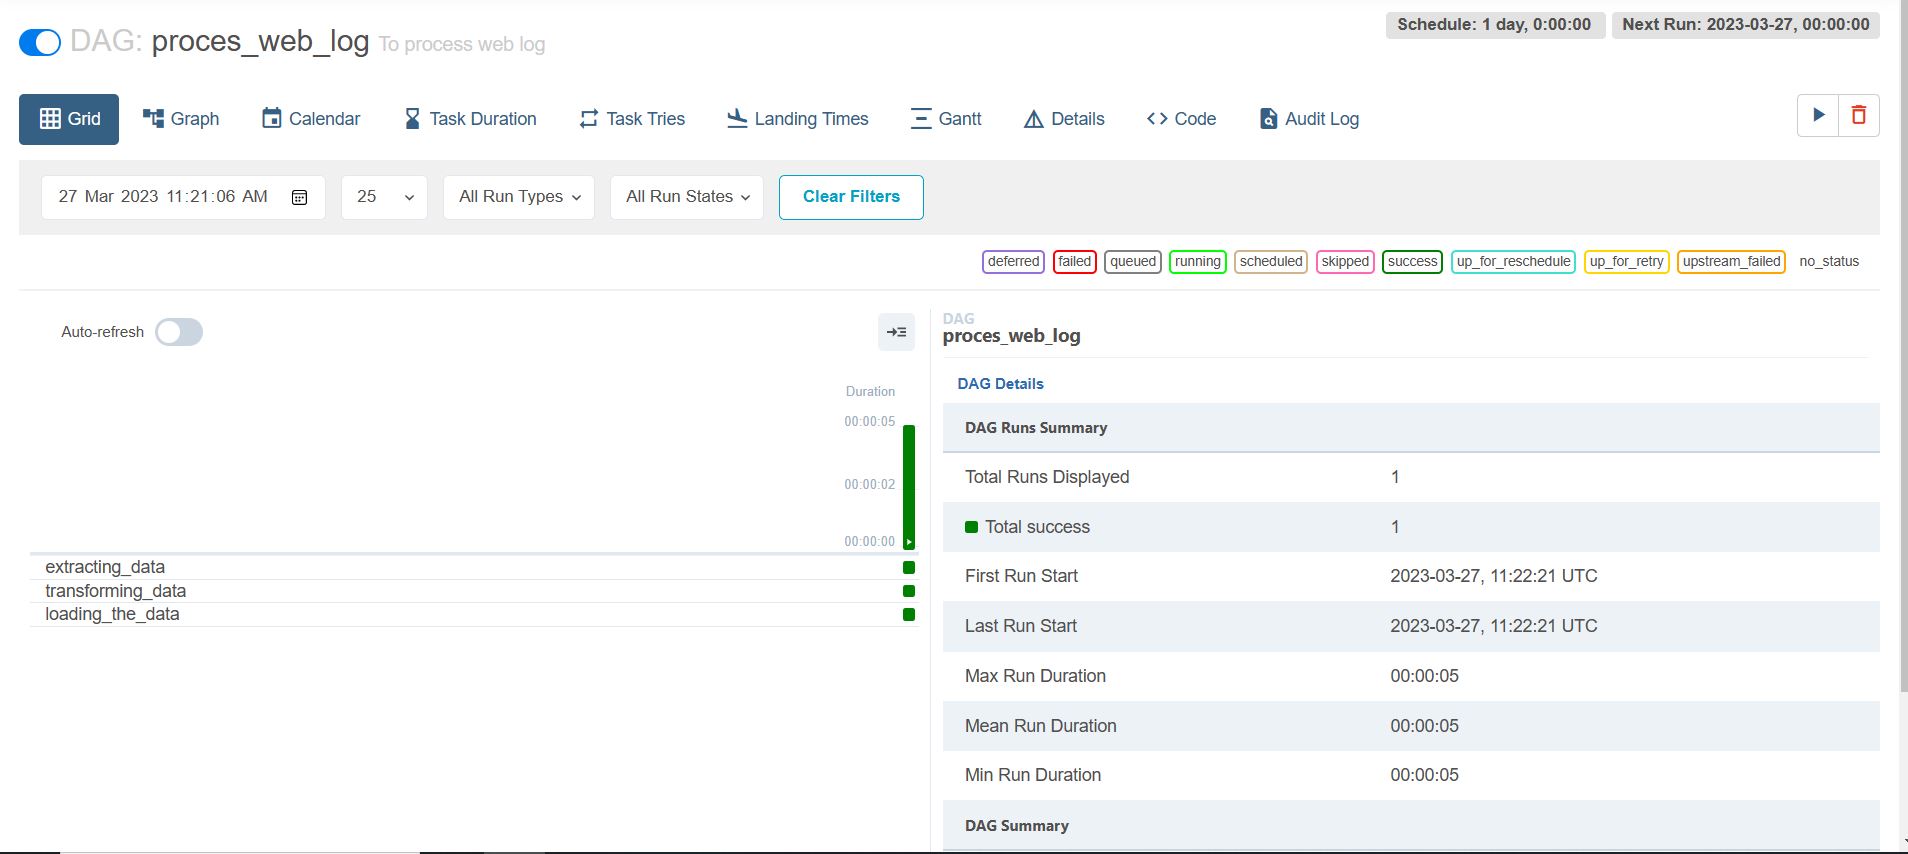 Schedule: 1 day, 0:00:00 Next Run: 2023-03-27, 00:00:00
DAG: proces_web_log To process web log
Grid Graph Calendar Task Duration Task Tries Landing Times Gantt Details Code Audit Log
27 Mar 2023 11:21:06 AM 25 All Run Types All Run States Clear Filters
deferred failed queued running scheduled skipped success up_for_reschedule up_for_retry upstream_failed no_status
Auto-refresh
Duration
00:00:05
00:00:02
00:00:00
extracting_data
transforming_data
loading_the_data
DAG
proces_web_log
DAG Details
DAG Runs Summary
Total Runs Displayed 1
Total success 1
First Run Start 2023-03-27, 11:22:21 UTC
Last Run Start 2023-03-27, 11:22:21 UTC
Max Run Duration 00:00:05
Mean Run Duration 00:00:05
Min Run Duration 00:00:05
DAG Summary